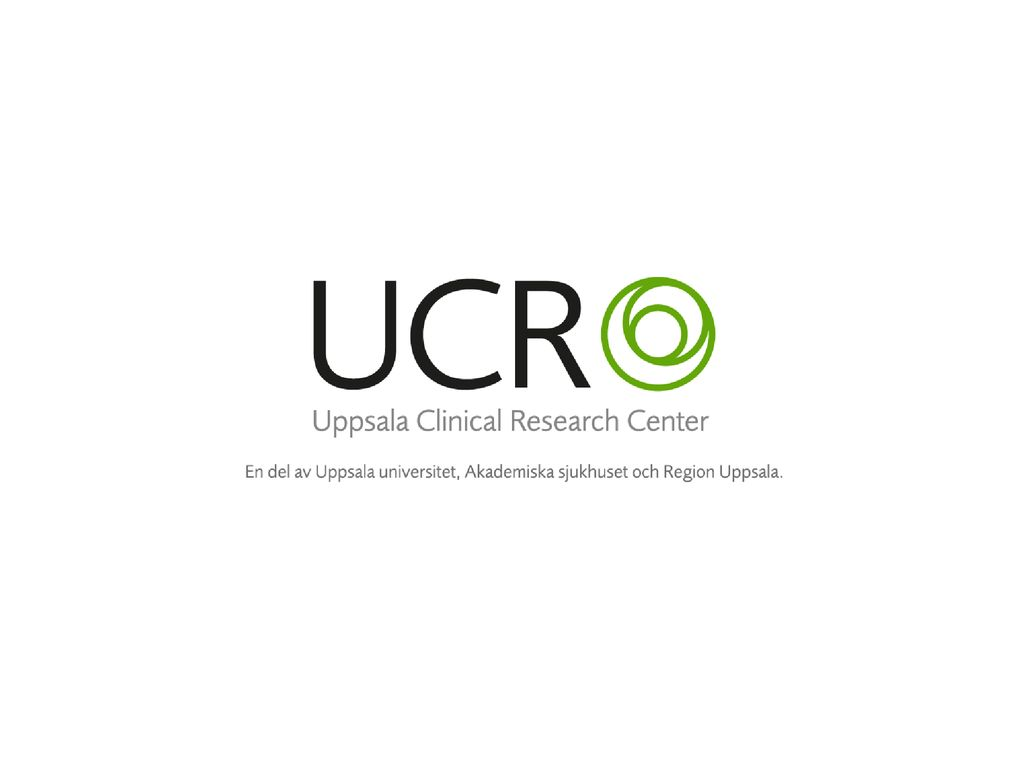 UCR
Uppsala Clinical Research Center
En del av Uppsala universitet, Akademiska sjukhuset och Region Uppsala.